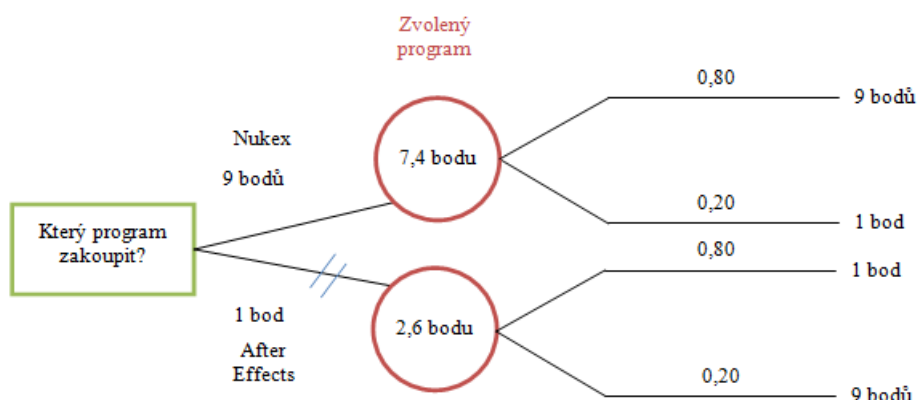 Zvolený
program
0,80
9 bodů
Nukex
9 bodů
7,4 bodu
0,20
1 bod
Který program
zakoupit?
0,80
1 bod
1 bod
After
Effects
2,6 bodu
0,20
9 bodů